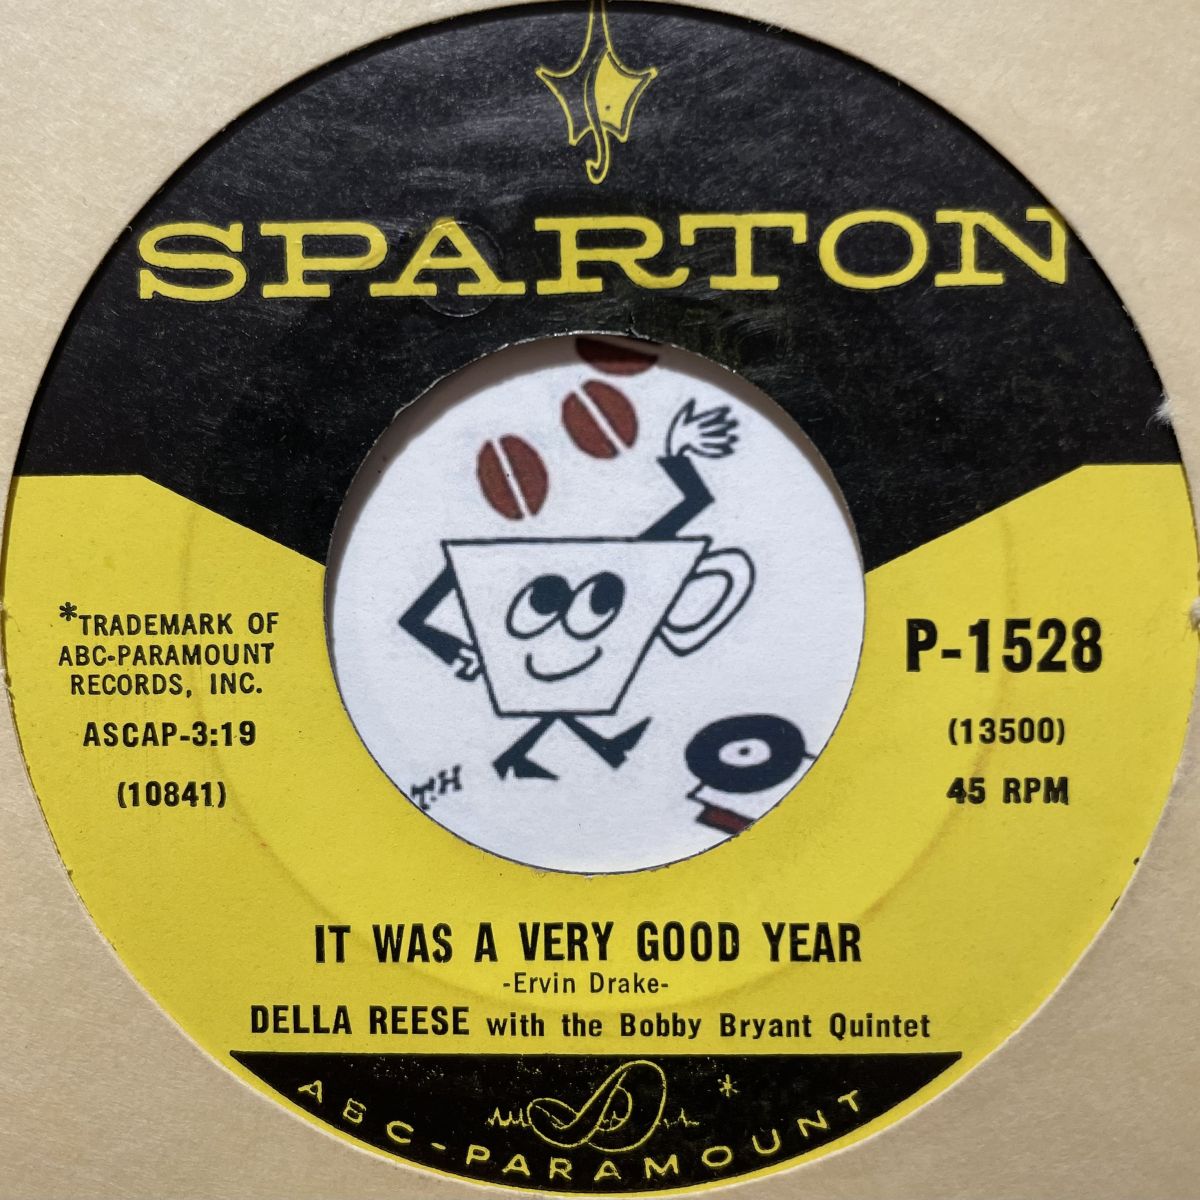 SPARTON
*TRADEMARK OF
ABC-PARAMOUNT
RECORDS, INC.
ASCAP-3:19
(10841)
P-1528
(13500)
45 RPM
T.H
IT WAS A VERY GOOD YEAR
-Ervin Drake-
DELLA REESE with the Bobby Bryant Quintet
*
ABC-PARAMOUNT